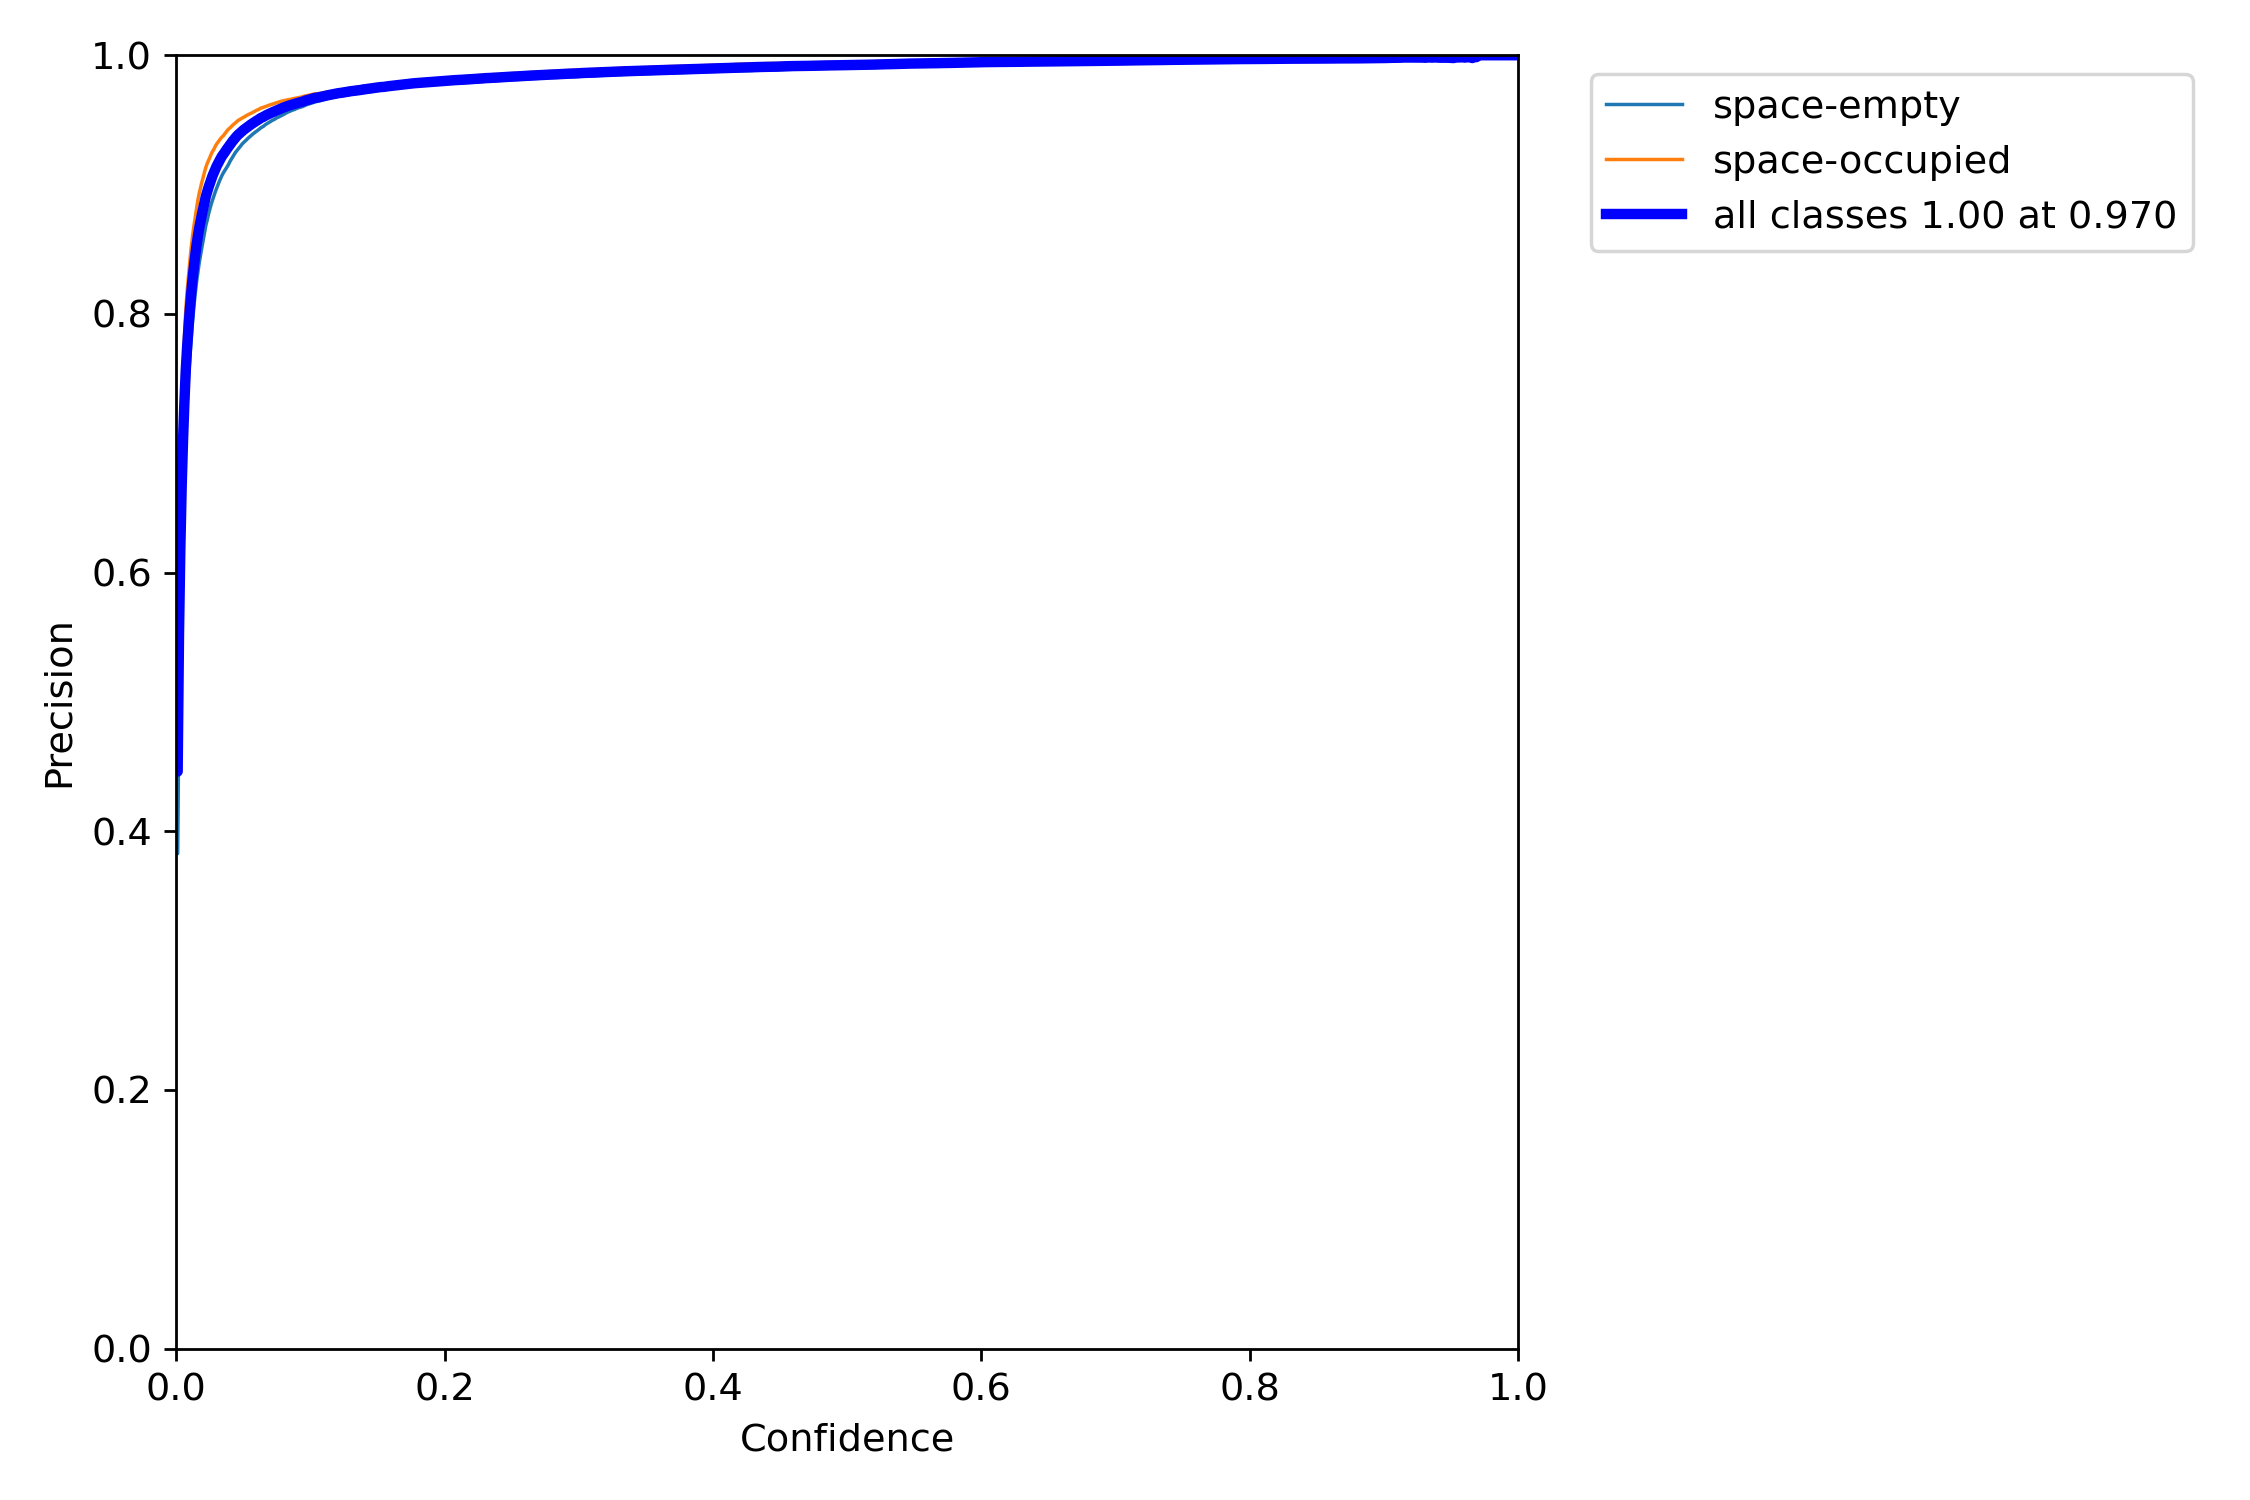 1.0
0.8
0.6
0.4
0.2
0.0
Precision
0.0 0.2 0.4 0.6 0.8 1.0
Confidence
space-empty
space-occupied
all classes 1.00 at 0.970